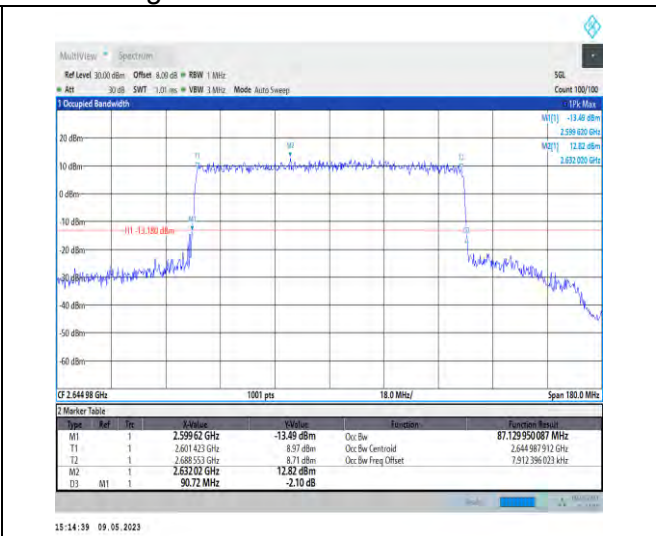 MultiView Spectrum
Ref Level 30.00 dBm Offset 8.00 dB RBW 1 MHz SGL
Att 30 dB SWT 1.01 ms VBW 3 MHz Mode Auto Sweep Count 100/100
1 Occupied Bandwidth 1Pk Max
M1[1] -13.49 dBm
2.599 620 GHz
M2[1] 12.82 dBm
2.632 020 GHz
20 dBm
M2
T1
T2
10 dBm
0 dBm
-10 dBm
M1
H1 -13.180 dBm
D3
-20 dBm
-30 dBm
-40 dBm
-50 dBm
-60 dBm
CF 2.644 98 GHz 1001 pts 18.0 MHz/ Span 180.0 MHz
2 Marker Table
Type Ref Trc X-Value Y-Value Function Function Result
M1 1 2.599 62 GHz -13.49 dBm Occ Bw 87.129 950 087 MHz
T1 1 2.601 423 GHz 8.97 dBm Occ Bw Centroid 2.644 987 912 GHz
T2 1 2.688 553 GHz 8.71 dBm Occ Bw Freq Offset 7.912 396 023 kHz
M2 1 2.632 02 GHz 12.82 dBm
D3 M1 1 90.72 MHz -2.10 dB
15:14:39 09.05.2023